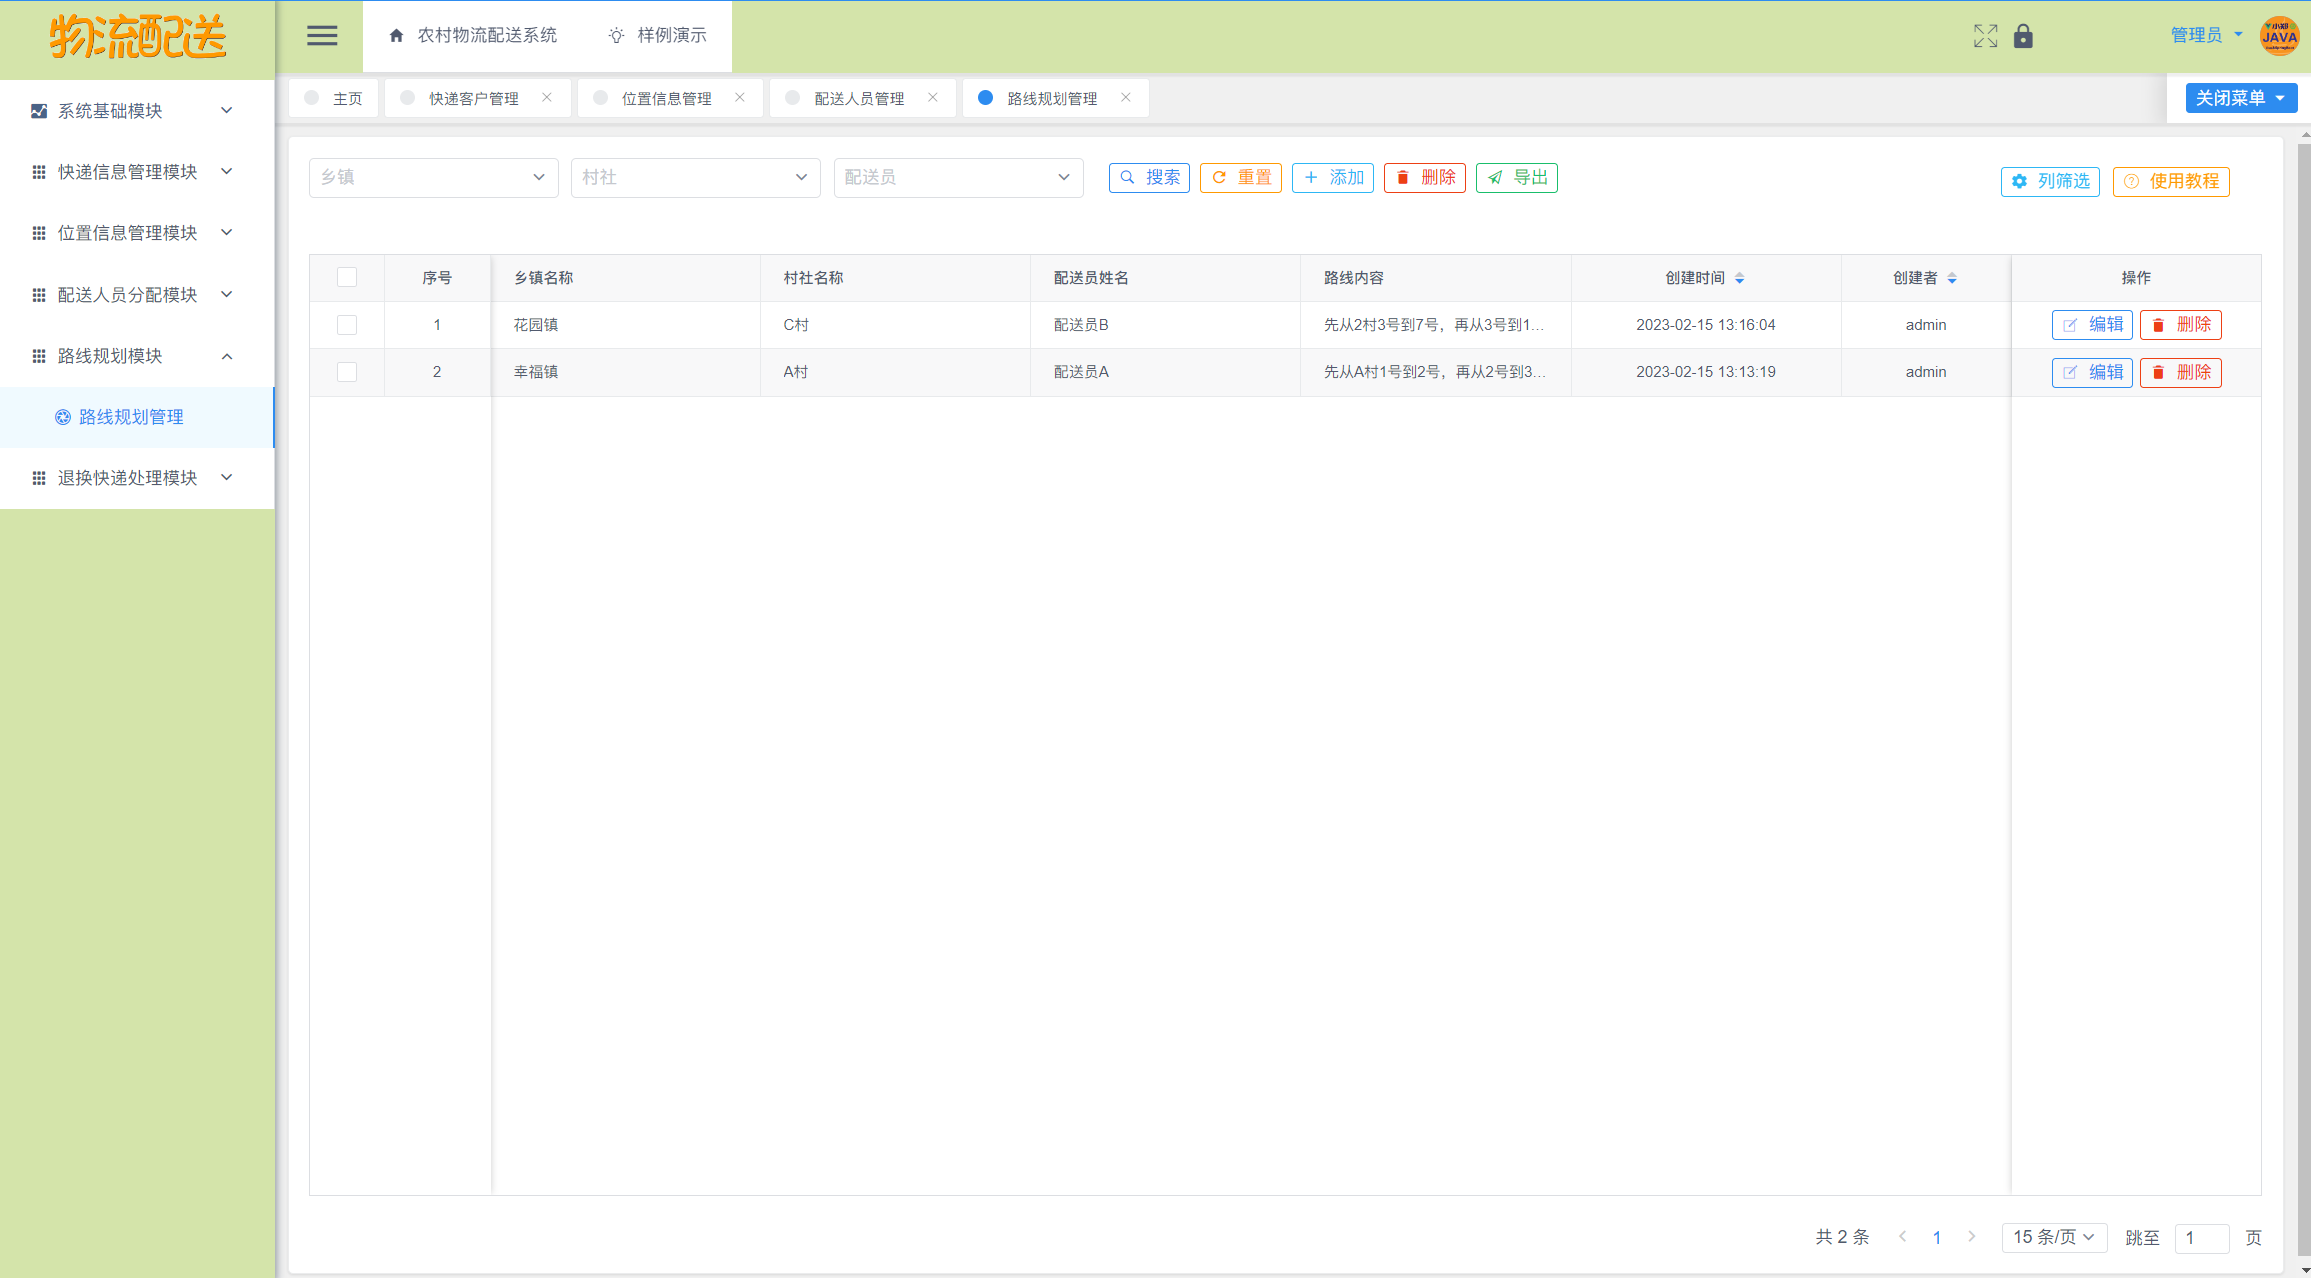 物流配送
农村物流配送系统
样例演示
管理员
小郑
JAVA
系统基础模块
快递信息管理模块
位置信息管理模块
配送人员分配模块
路线规划模块
路线规划管理
退换快递处理模块
主页
快递客户管理
位置信息管理
配送人员管理
路线规划管理
关闭菜单
乡镇
村社
配送员
搜索
重置
添加
删除
导出
列筛选
使用教程
序号 乡镇名称 村社名称 配送员姓名 路线内容 创建时间 创建者 操作
1 花园镇 C村 配送员B 先从2村3号到7号，再从3号到1... 2023-02-15 13:16:04 admin 编辑 删除
2 幸福镇 A村 配送员A 先从A村1号到2号，再从2号到3... 2023-02-15 13:13:19 admin 编辑 删除
共 2 条 1 15 条/页 跳至 1 页